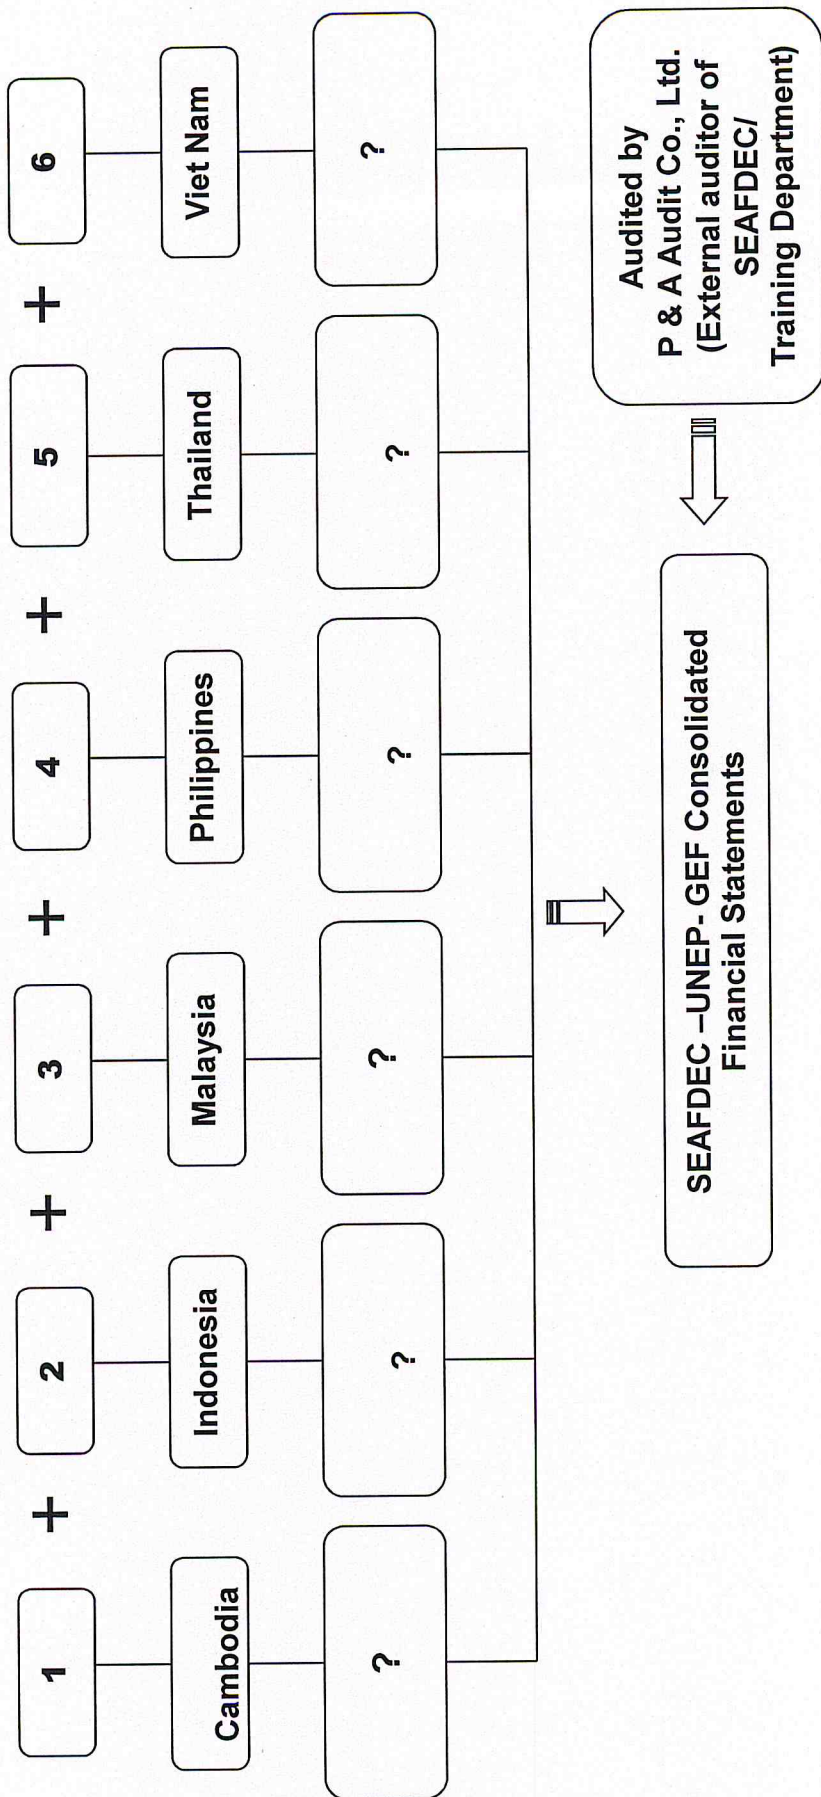 1 + 2 + 3 + 4 + 5 + 6
Cambodia
Indonesia
Malaysia
Philippines
Thailand
Viet Nam
? ? ? ? ? ?
SEAFDEC –UNEP- GEF Consolidated
Financial Statements
Audited by
P & A Audit Co., Ltd.
(External auditor of
SEAFDEC/
Training Department)